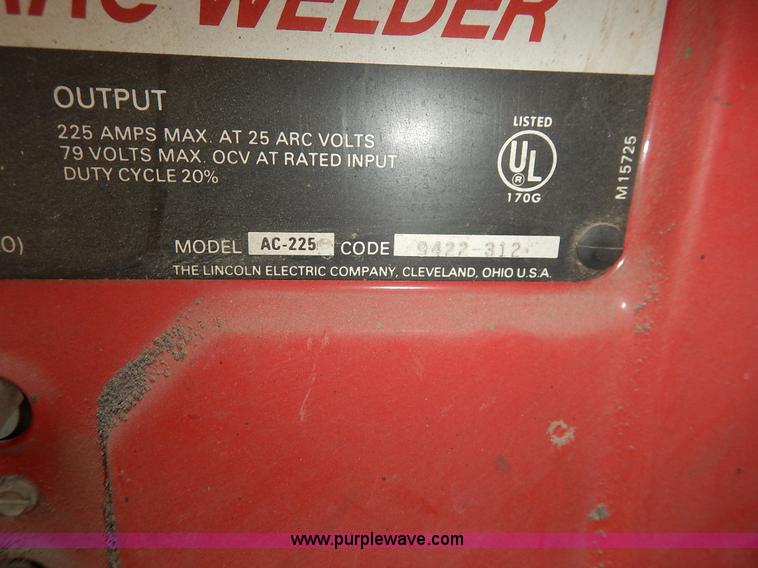 ARC WELDER
OUTPUT
225 AMPS MAX. AT 25 ARC VOLTS
79 VOLTS MAX. OCV AT RATED INPUT
DUTY CYCLE 20%
LISTED
UL
®
170G
M15725
0)
MODEL AC-225 CODE 9422-312
THE LINCOLN ELECTRIC COMPANY, CLEVELAND, OHIO U.S.A.
www.purplewave.com